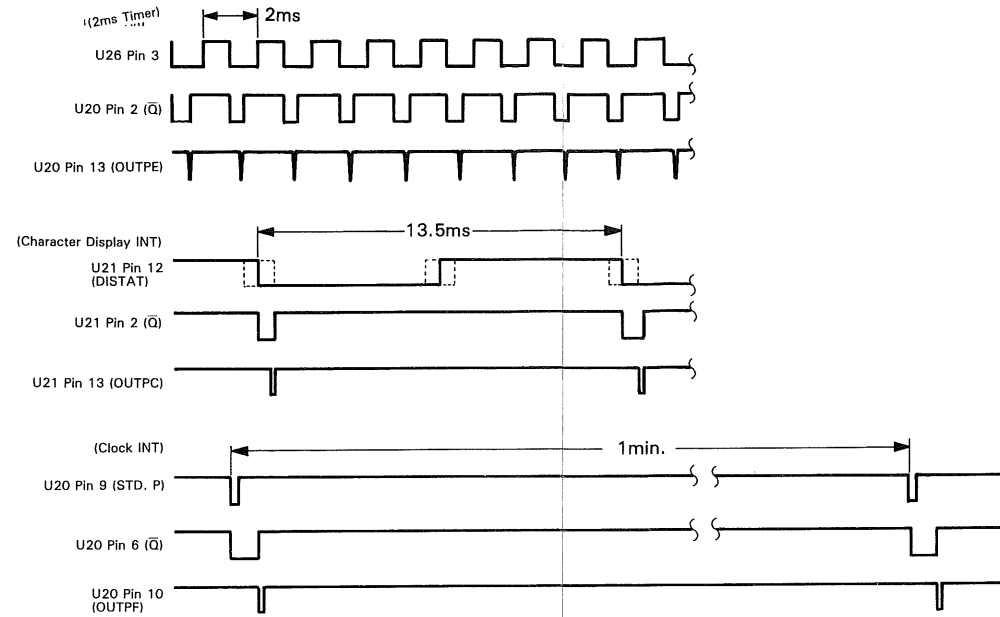 (2ms Timer)
2ms
U26 Pin 3
U20 Pin 2 (Q̅)
U20 Pin 13 (OUTPE)
13.5ms
(Character Display INT)
U21 Pin 12
(DISTAT)
U21 Pin 2 (Q̅)
U21 Pin 13 (OUTPC)
(Clock INT)
1min.
U20 Pin 9 (STD. P)
U20 Pin 6 (Q̅)
U20 Pin 10
(OUTPF)